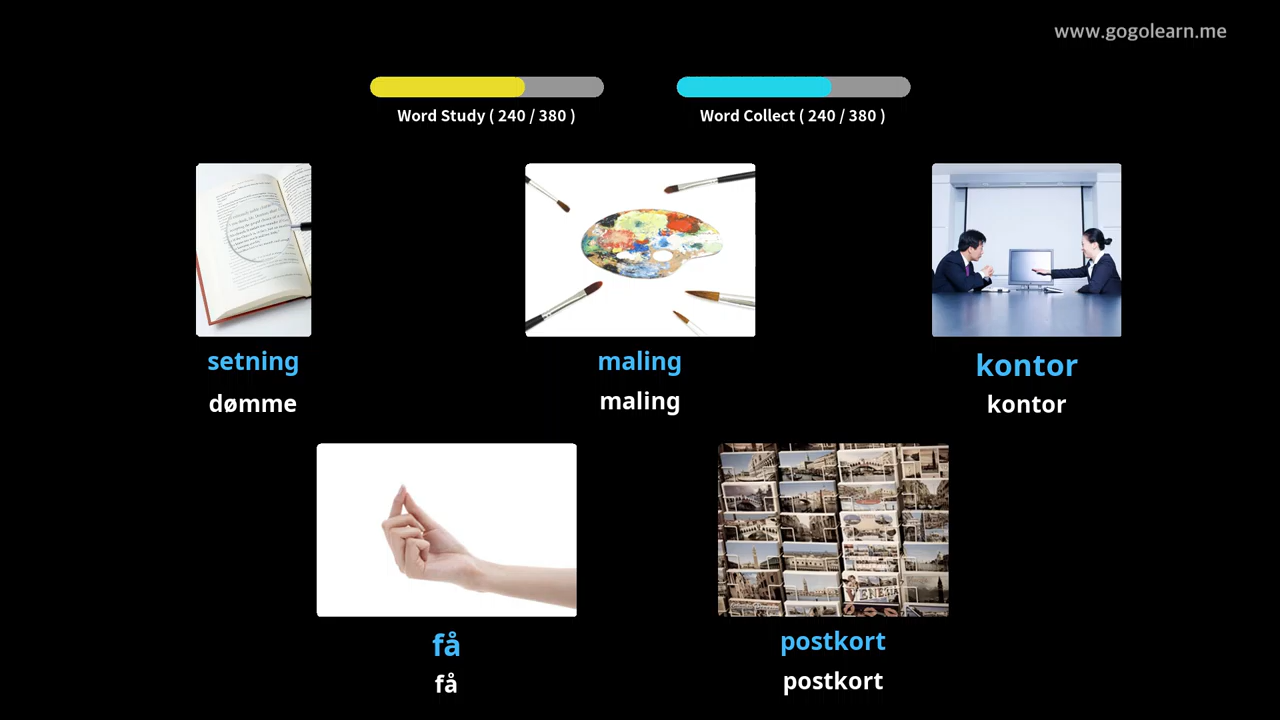 www.gogolearn.me
Word Study ( 240 / 380 )
Word Collect ( 240 / 380 )
setning
dømme
maling
maling
kontor
kontor
få
få
postkort
postkort